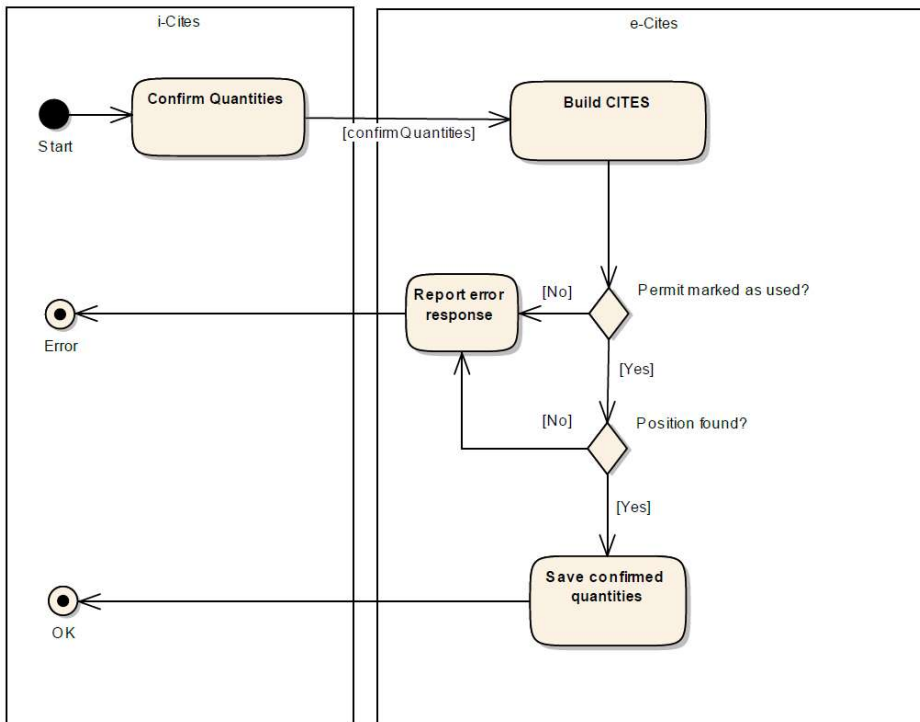 i-Cites
e-Cites
Confirm Quantities
Build CITES
[confirmQuantities]
Start
Report error
response
[No]
Permit marked as used?
Error
[Yes]
[No]
Position found?
[Yes]
Save confirmed
quantities
OK